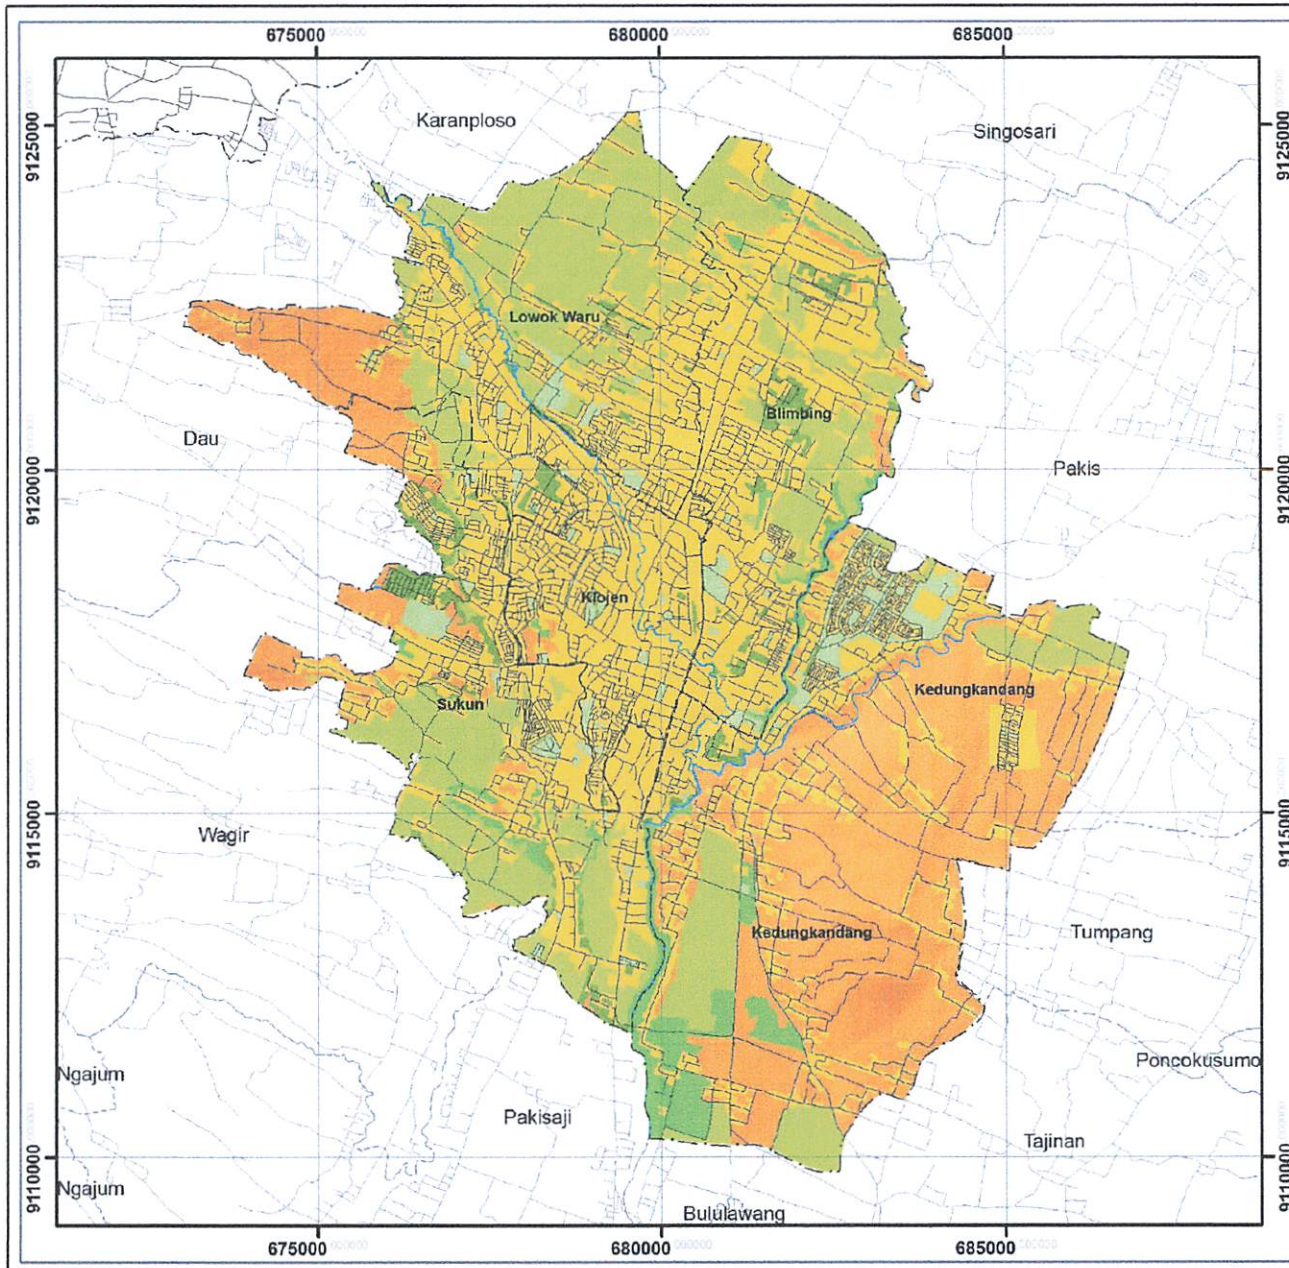 675000
680000
685000
9125000
9125000
Karanploso
Singosari
Lowok Waru
Blimbing
Dau
9120000
9120000
Pakis
Klojen
Kedungkandang
Sukun
9115000
9115000
Wagir
Kedungkandang
Tumpang
Poncokusumo
Ngajum
Pakisaji
Tajinan
9110000
9110000
Ngajum
Bululawang
675000
680000
685000